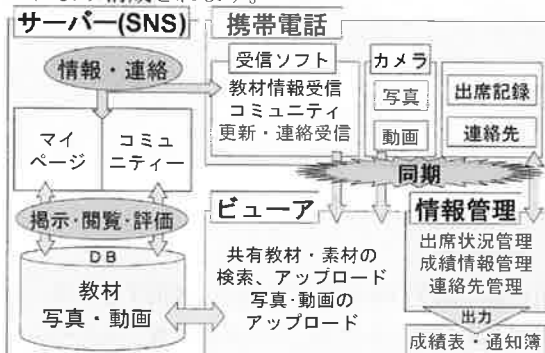 サーバー(SNS)
情報・連絡
マイ
ページ
コミュ
ニティー
掲示・閲覧・評価
DB
教材
写真・動画
携帯電話
受信ソフト
教材情報受信
コミュニティ
更新・連絡受信
カメラ
写真
動画
出席記録
連絡先
同期
ビューア
共有教材・素材の
検索、アップロード
写真・動画の
アップロード
情報管理
出席状況管理
成績情報管理
連絡先管理
出力
成績表・通知簿